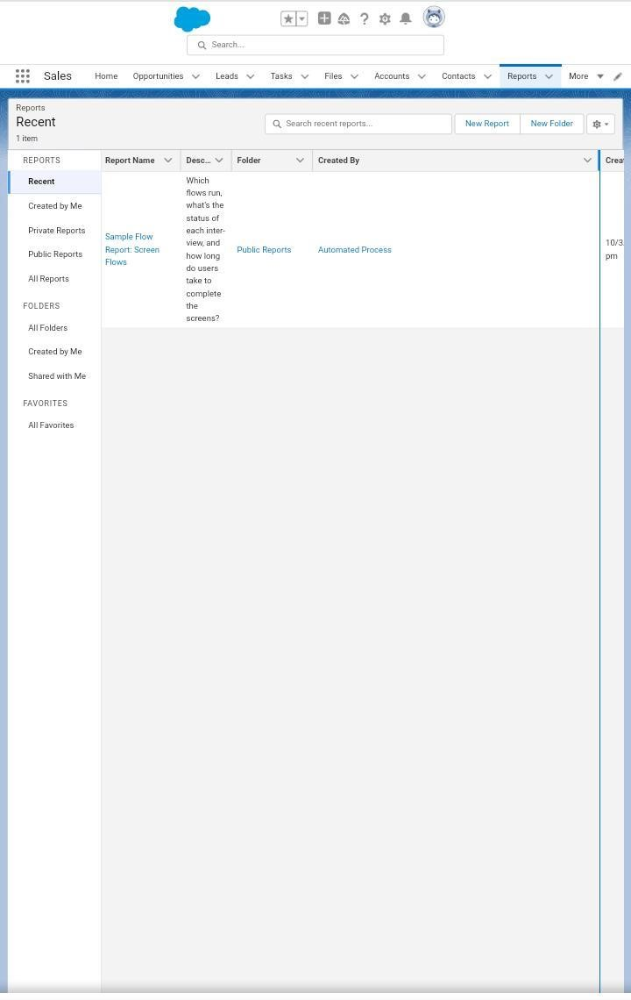 Search...
Sales
Home
Opportunities
Leads
Tasks
Files
Accounts
Contacts
Reports
More
Reports
Recent
1 item
Search recent reports...
New Report
New Folder
REPORTS
Recent
Created by Me
Private Reports
Public Reports
All Reports
FOLDERS
All Folders
Created by Me
Shared with Me
FAVORITES
All Favorites
Report Name
Desc...
Folder
Created By
Creat
Sample Flow
Report: Screen
Flows
Which
flows run,
what's the
status of
each inter-
view, and
how long
do users
take to
complete
the
screens?
Public Reports
Automated Process
10/3
pm